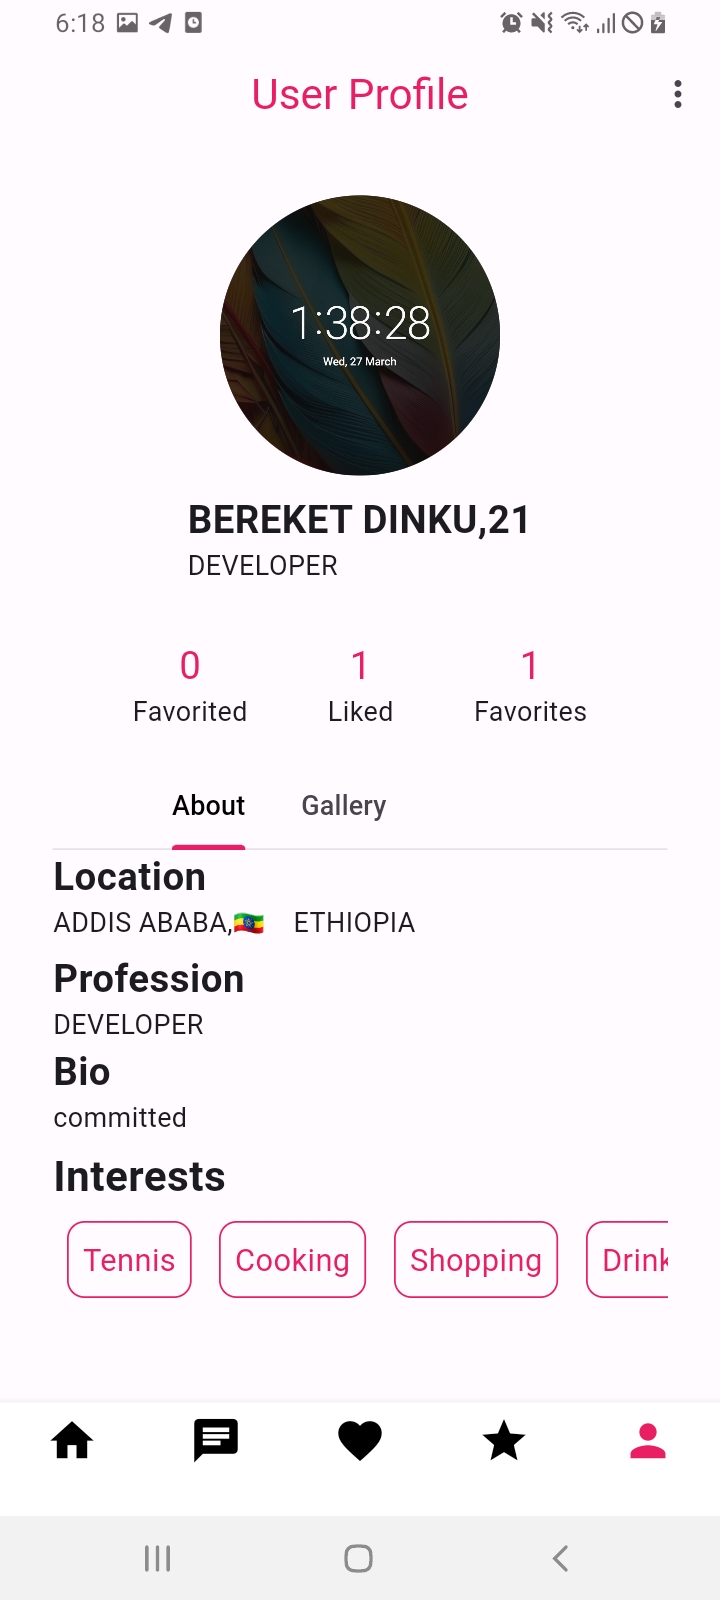 6:18
User Profile
1:38:28
Wed, 27 March
BEREKET DINKU,21
DEVELOPER
0 1 1
Favorited Liked Favorites
About Gallery
Location
ADDIS ABABA,🇪🇹 ETHIOPIA
Profession
DEVELOPER
Bio
committed
Interests
Tennis Cooking Shopping Drink